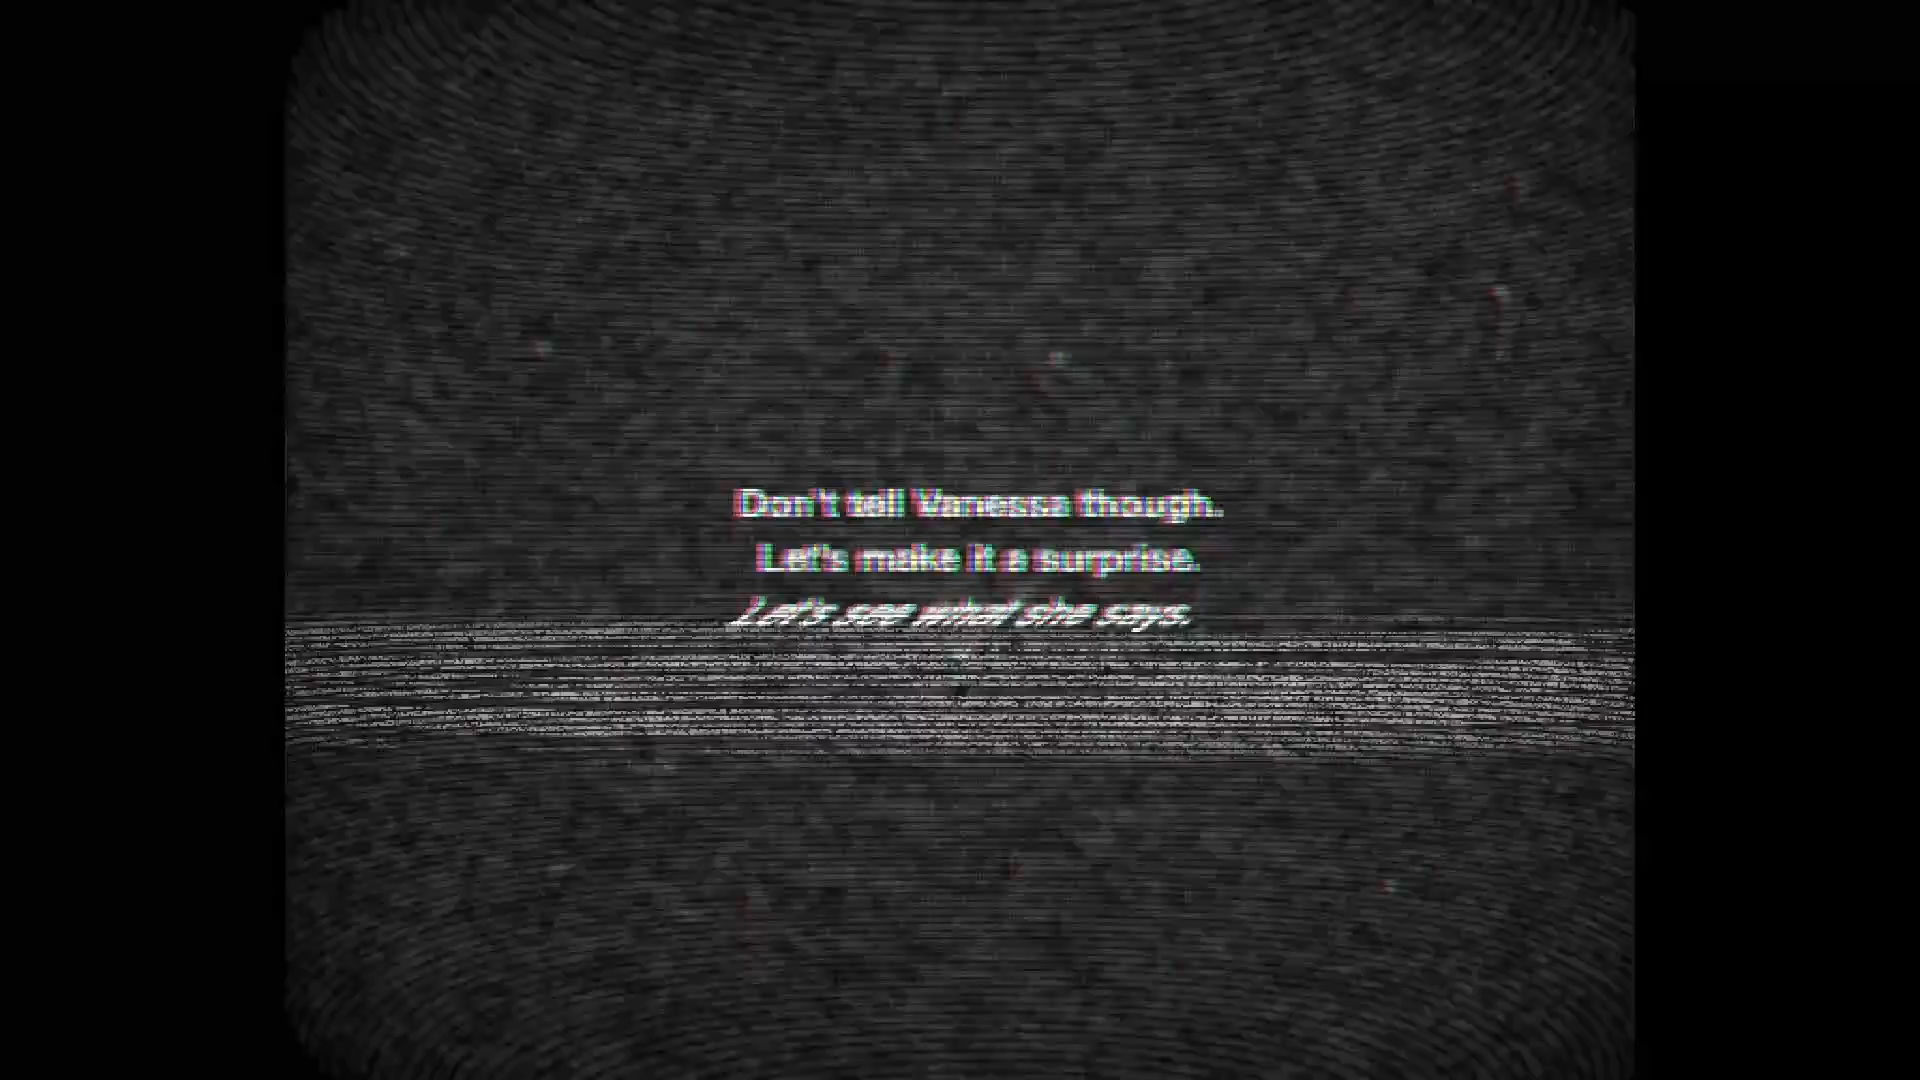 Don't tell Vanessa though.
Let's make it a surprise.
Let's see what she says.